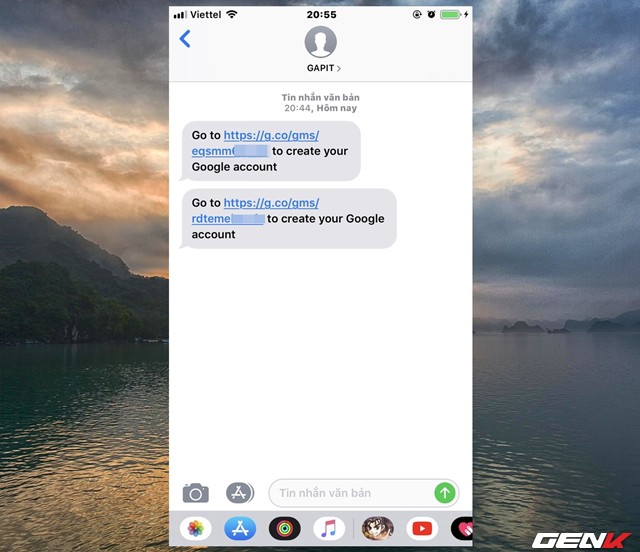 Viettel 20:55
GAPIT >
Tin nhắn văn bản
20:44, Hôm nay
Go to https://g.co/gms/
eqsmm to create your
Google account
Go to https://g.co/gms/
rdteme to create your Google
account
Tin nhắn văn bản
GENK